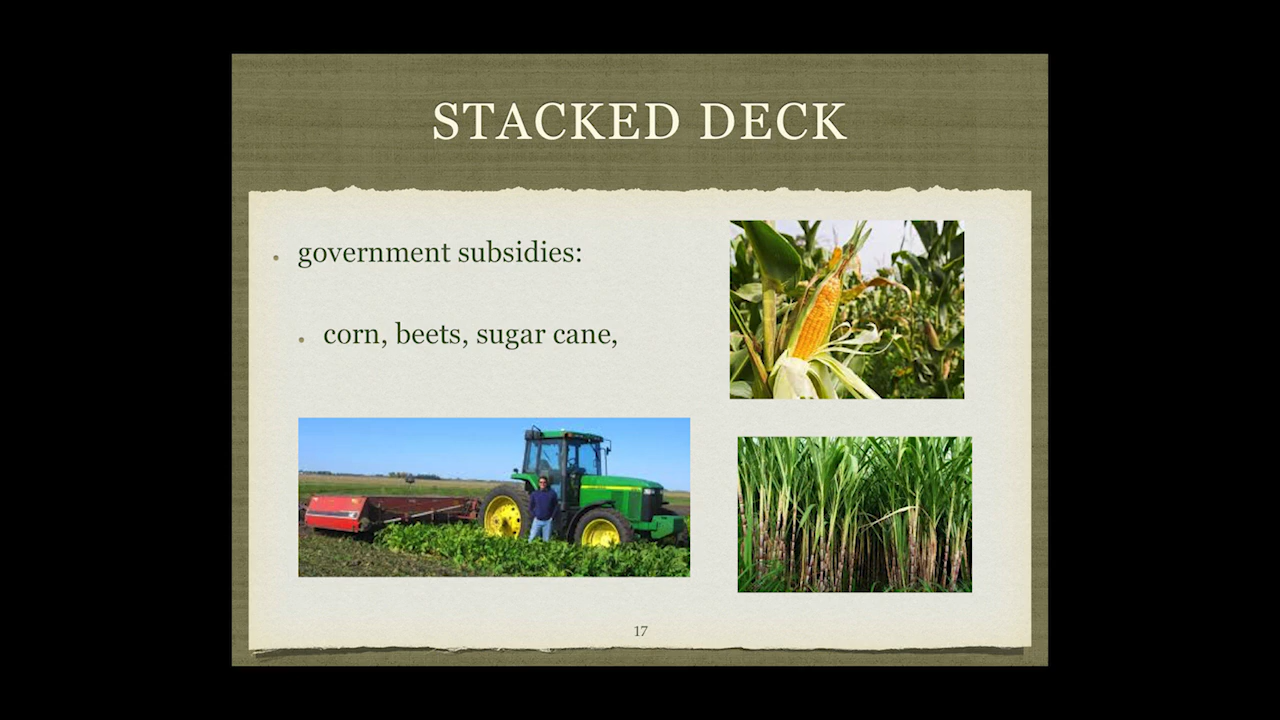 STACKED DECK
government subsidies:
corn, beets, sugar cane,
17